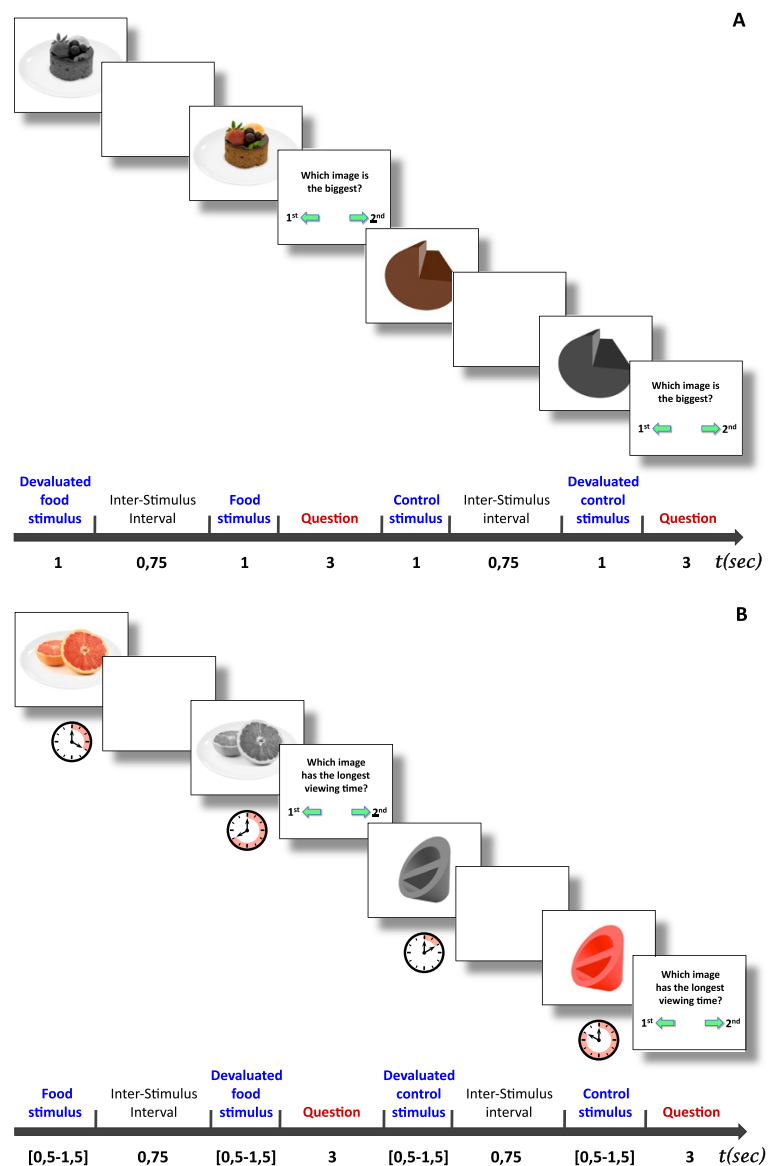 A
Which image is
the biggest?
1st 2nd
Which image is
the biggest?
1st 2nd
Devaluated
food
stimulus
Inter-Stimulus
Interval
Food
stimulus
Question
Control
stimulus
Inter-Stimulus
interval
Devaluated
control
stimulus
Question
1 0,75 1 3 1 0,75 1 3 t(sec)
B
Which image
has the longest
viewing time?
1st 2nd
Which image
has the longest
viewing time?
1st 2nd
Food
stimulus
Inter-Stimulus
Interval
Devaluated
food
stimulus
Question
Devaluated
control
stimulus
Inter-Stimulus
interval
Control
stimulus
Question
[0,5-1,5] 0,75 [0,5-1,5] 3 [0,5-1,5] 0,75 [0,5-1,5] 3 t(sec)